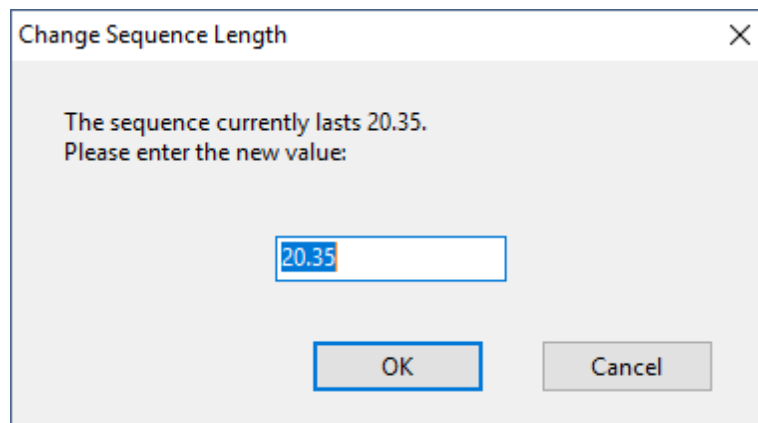 Change Sequence Length
The sequence currently lasts 20.35.
Please enter the new value:
20.35
OK
Cancel